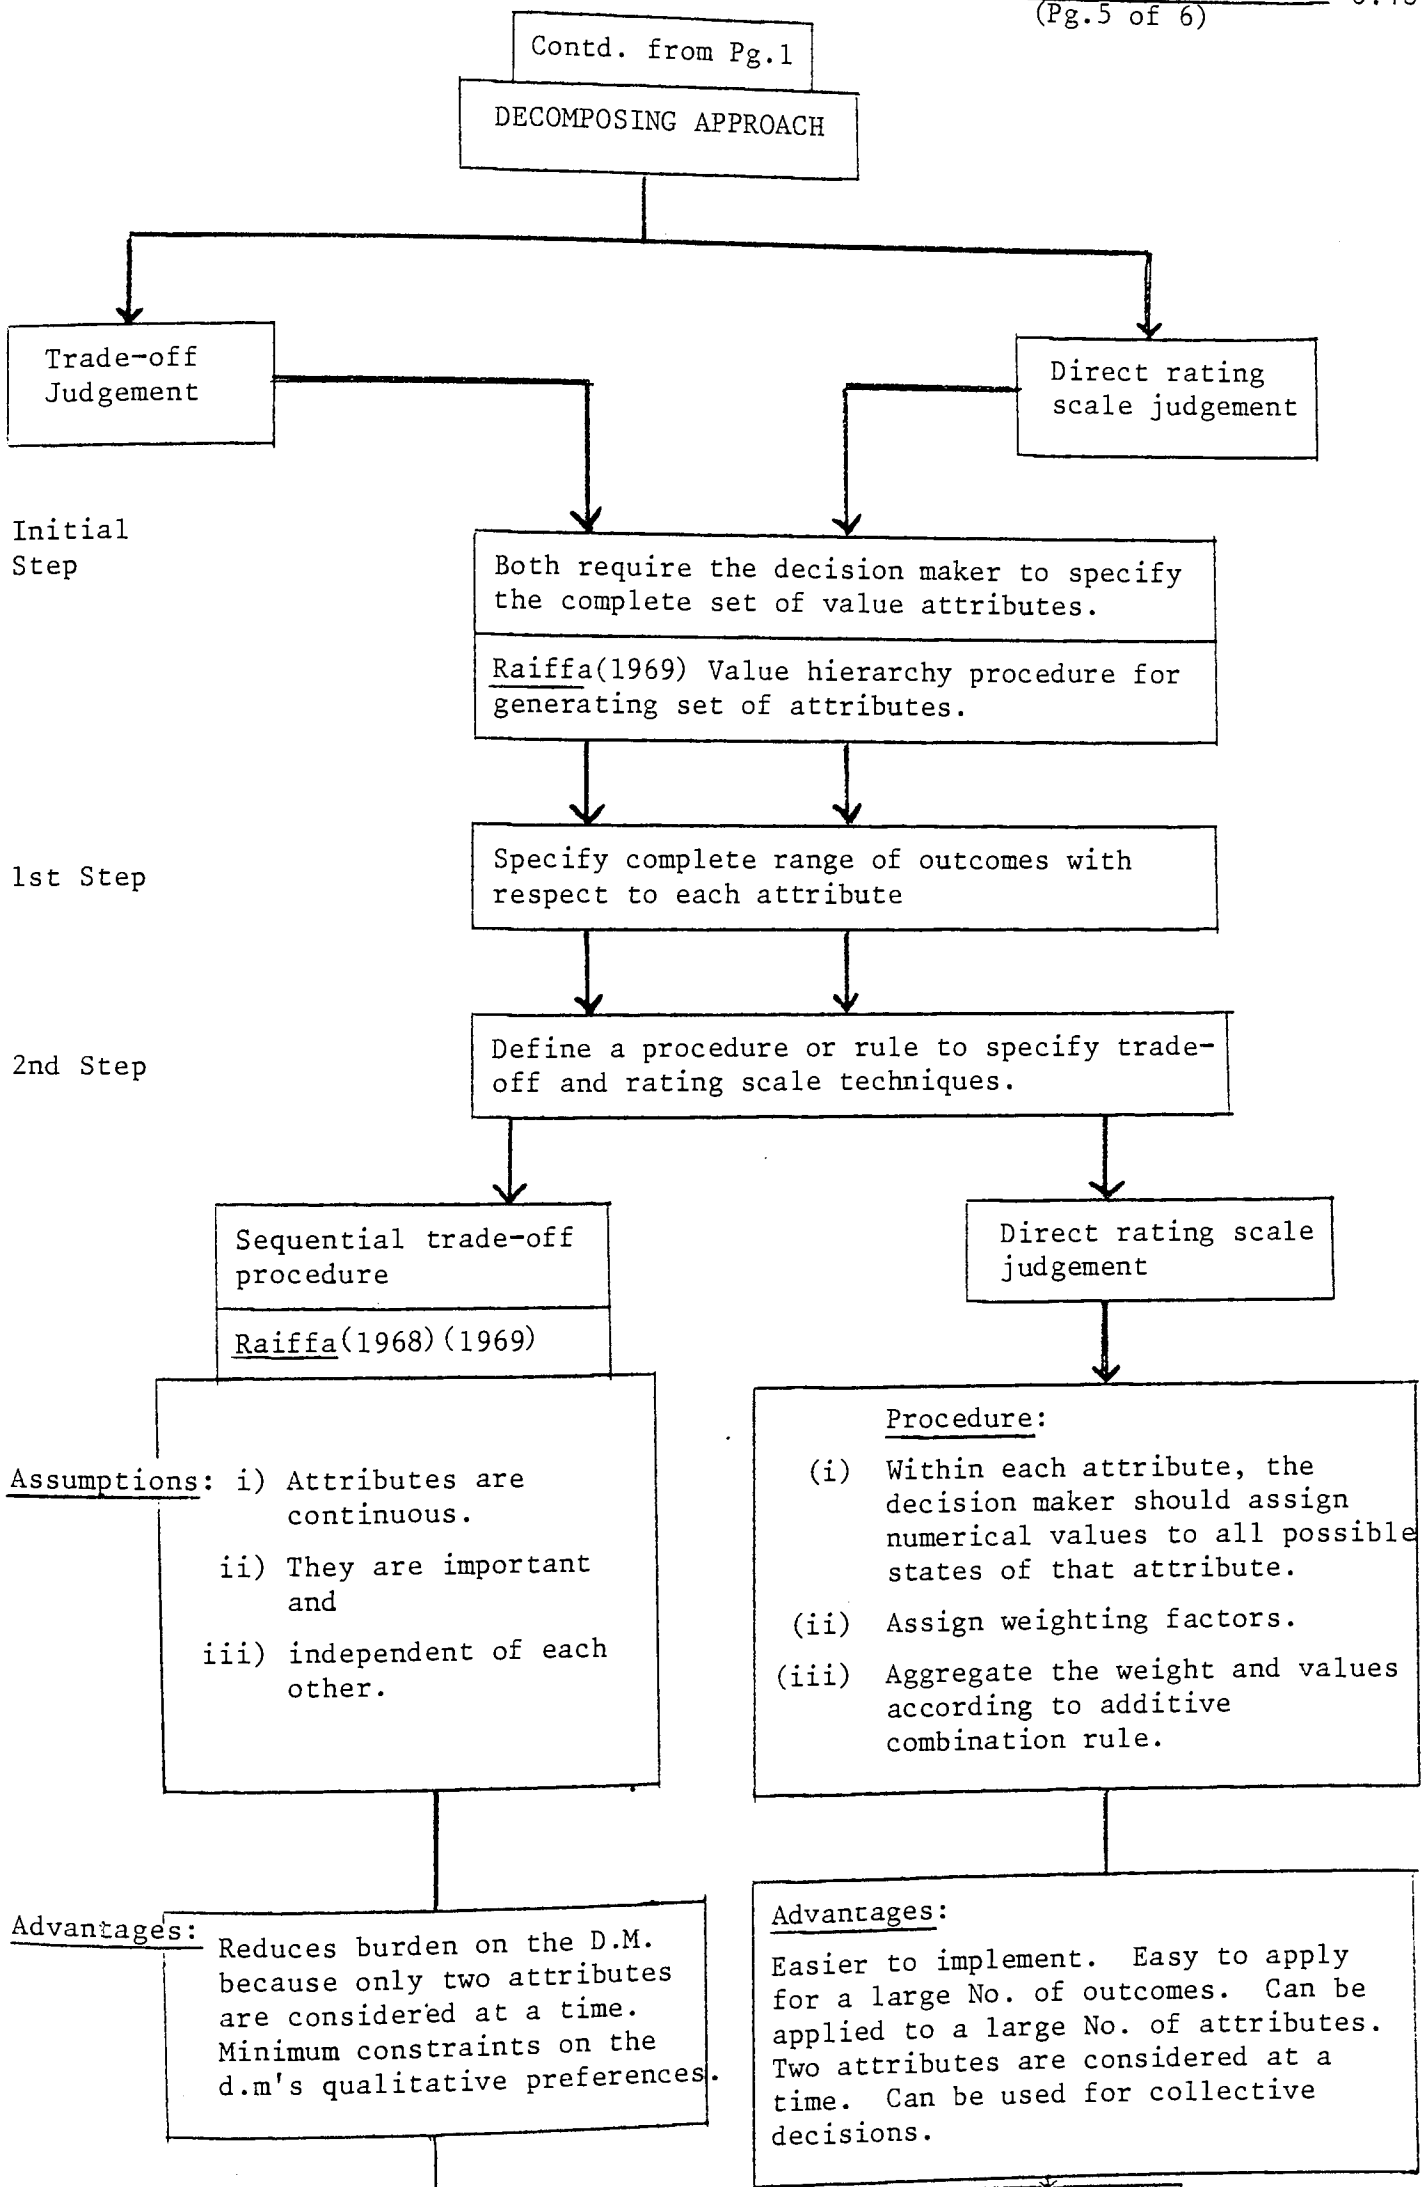 (Pg.5 of 6)
Contd. from Pg.1
DECOMPOSING APPROACH
Trade-off
Judgement
Direct rating
scale judgement
Initial
Step
Both require the decision maker to specify
the complete set of value attributes.
Raiffa(1969) Value hierarchy procedure for
generating set of attributes.
1st Step
Specify complete range of outcomes with
respect to each attribute
2nd Step
Define a procedure or rule to specify trade-
off and rating scale techniques.
Sequential trade-off
procedure
Raiffa(1968)(1969)
Direct rating scale
judgement
Assumptions: i) Attributes are
continuous.
ii) They are important
and
iii) independent of each
other.
Procedure:
(i) Within each attribute, the
decision maker should assign
numerical values to all possible
states of that attribute.
(ii) Assign weighting factors.
(iii) Aggregate the weight and values
according to additive
combination rule.
Advantages:
Reduces burden on the D.M.
because only two attributes
are considered at a time.
Minimum constraints on the
d.m's qualitative preferences.
Advantages:
Easier to implement. Easy to apply
for a large No. of outcomes. Can be
applied to a large No. of attributes.
Two attributes are considered at a
time. Can be used for collective
decisions.